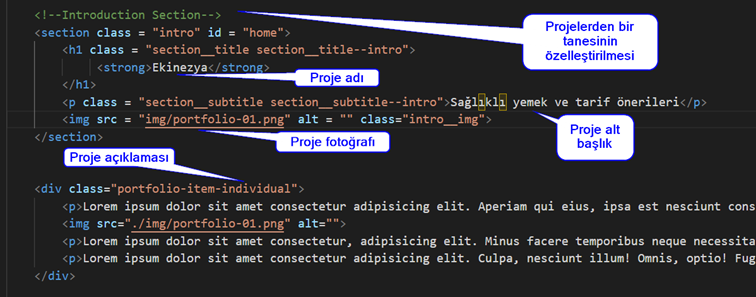 <!--Introduction Section-->
Projelerden bir
tanesinin
özelleştirilmesi
<section class = "intro" id = "home">
<h1 class = "section__title section__title--intro">
<strong>Ekinezya</strong>
Proje adı
</h1>
<p class = "section__subtitle section__subtitle--intro">Sağlıklı yemek ve tarif önerileri</p>
<img src = "img/portfolio-01.png" alt = "" class="intro__img">
</section>
Proje fotoğrafı
Proje alt
başlık
Proje açıklaması
<div class="portfolio-item-individual">
<p>Lorem ipsum dolor sit amet consectetur adipisicing elit. Aperiam qui eius, ipsa est nesciunt cons
<img src="./img/portfolio-01.png" alt="">
<p>Lorem ipsum dolor sit amet consectetur, adipisicing elit. Minus facere temporibus neque necessita
<p>Lorem ipsum dolor sit amet consectetur adipisicing elit. Culpa, nesciunt illum! Omnis, optio! Fug
</div>